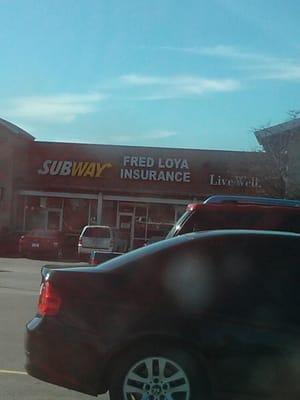 SUBWAY
FRED LOYA
INSURANCE
Live Well.